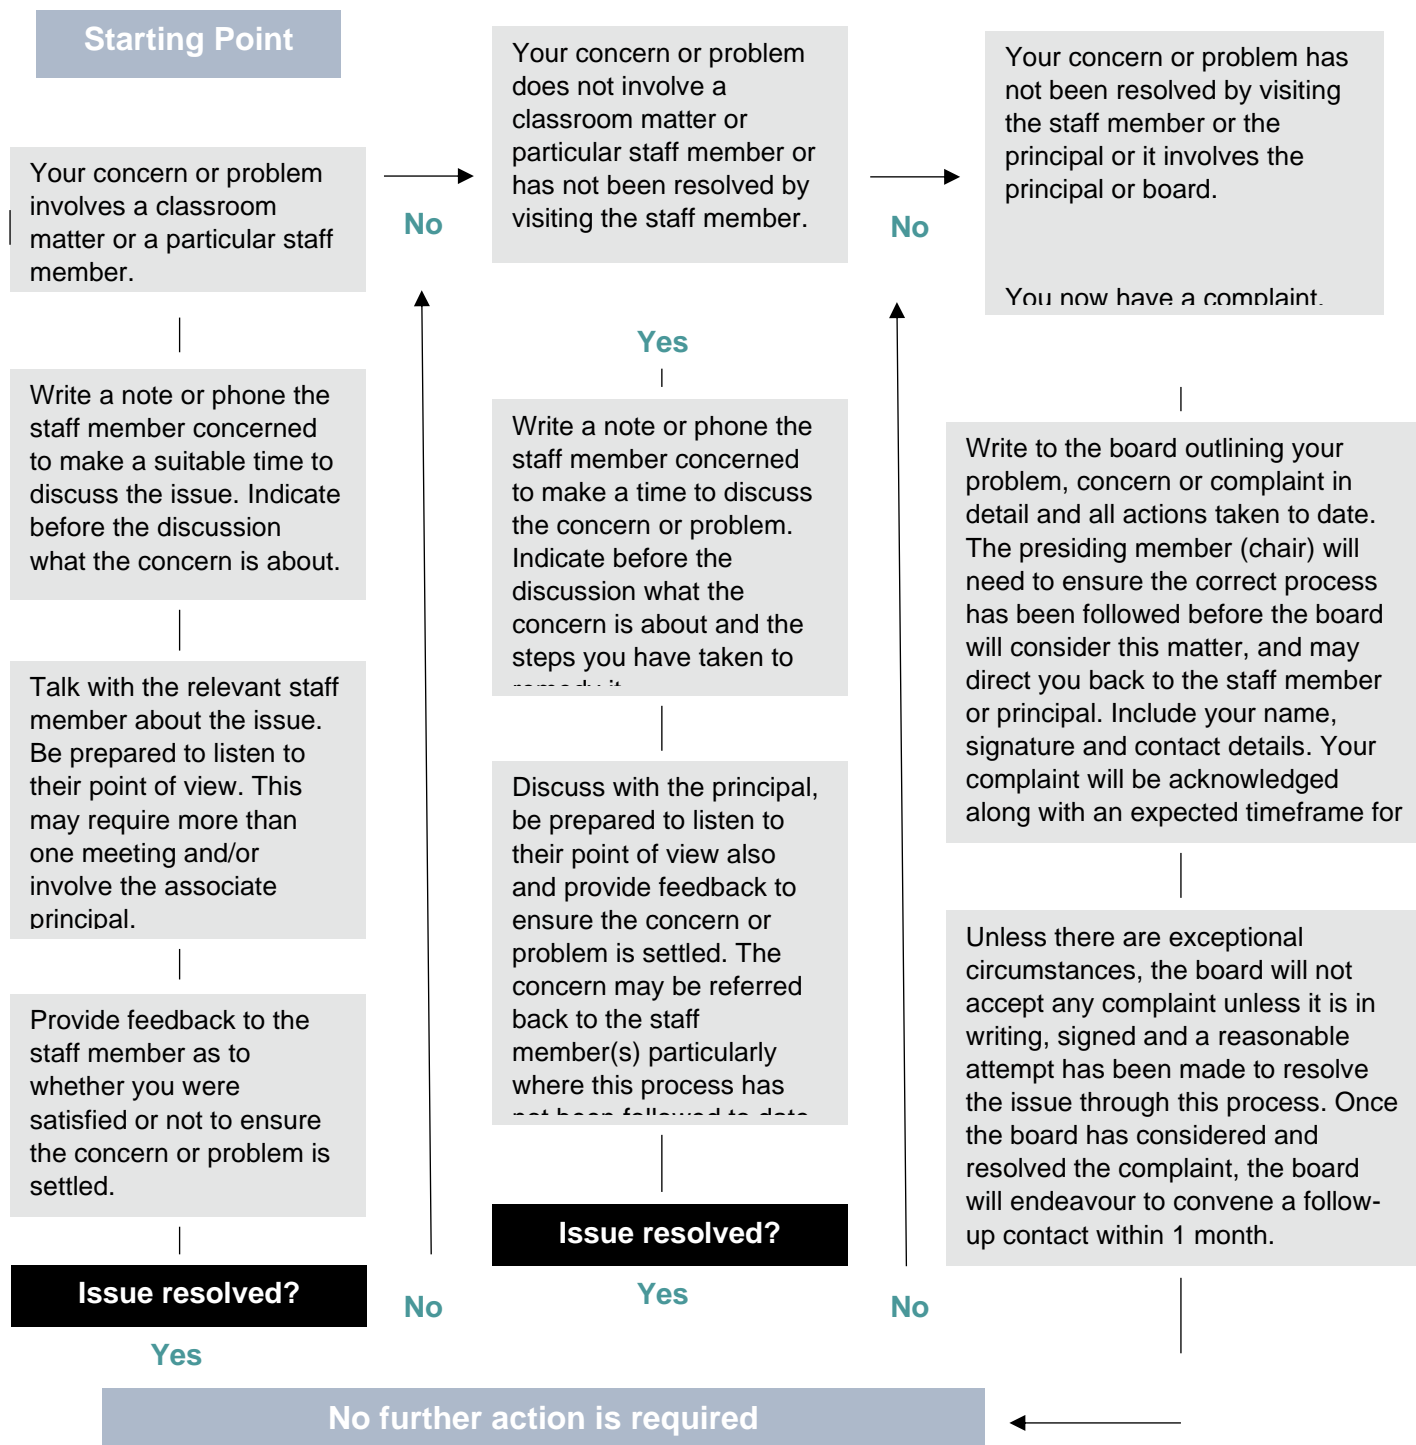 Starting Point
Your concern or problem
involves a classroom
matter or a particular staff
member.
No
Write a note or phone the
staff member concerned
to make a suitable time to
discuss the issue. Indicate
before the discussion
what the concern is about.
Talk with the relevant staff
member about the issue.
Be prepared to listen to
their point of view. This
may require more than
one meeting and/or
involve the associate
principal.
Provide feedback to the
staff member as to
whether you were
satisfied or not to ensure
the concern or problem is
settled.
Issue resolved?
No
Yes
Your concern or problem
does not involve a
classroom matter or
particular staff member or
has not been resolved by
visiting the staff member.
No
Yes
Write a note or phone the
staff member concerned
to make a time to discuss
the concern or problem.
Indicate before the
discussion what the
concern is about and the
steps you have taken to
remedy it
Discuss with the principal,
be prepared to listen to
their point of view also
and provide feedback to
ensure the concern or
problem is settled. The
concern may be referred
back to the staff
member(s) particularly
where this process has
not been followed to date
Issue resolved?
Yes
No
Your concern or problem has
not been resolved by visiting
the staff member or the
principal or it involves the
principal or board.
You now have a complaint.
Write to the board outlining your
problem, concern or complaint in
detail and all actions taken to date.
The presiding member (chair) will
need to ensure the correct process
has been followed before the board
will consider this matter, and may
direct you back to the staff member
or principal. Include your name,
signature and contact details. Your
complaint will be acknowledged
along with an expected timeframe for
Unless there are exceptional
circumstances, the board will not
accept any complaint unless it is in
writing, signed and a reasonable
attempt has been made to resolve
the issue through this process. Once
the board has considered and
resolved the complaint, the board
will endeavour to convene a follow-
up contact within 1 month.
No further action is required